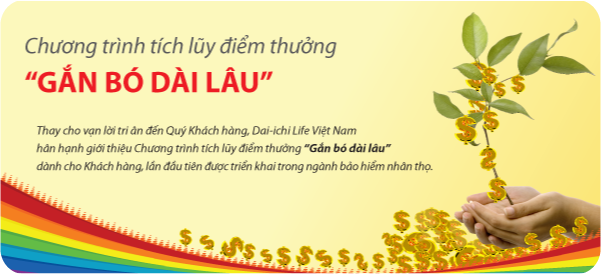 Chương trình tích lũy điểm thưởng
“GẮN BÓ DÀI LÂU”
Thay cho vạn lời tri ân đến Quý Khách hàng, Dai-ichi Life Việt Nam
hân hạnh giới thiệu Chương trình tích lũy điểm thưởng “Gắn bó dài lâu”
dành cho Khách hàng, lần đầu tiên được triển khai trong ngành bảo hiểm nhân thọ.